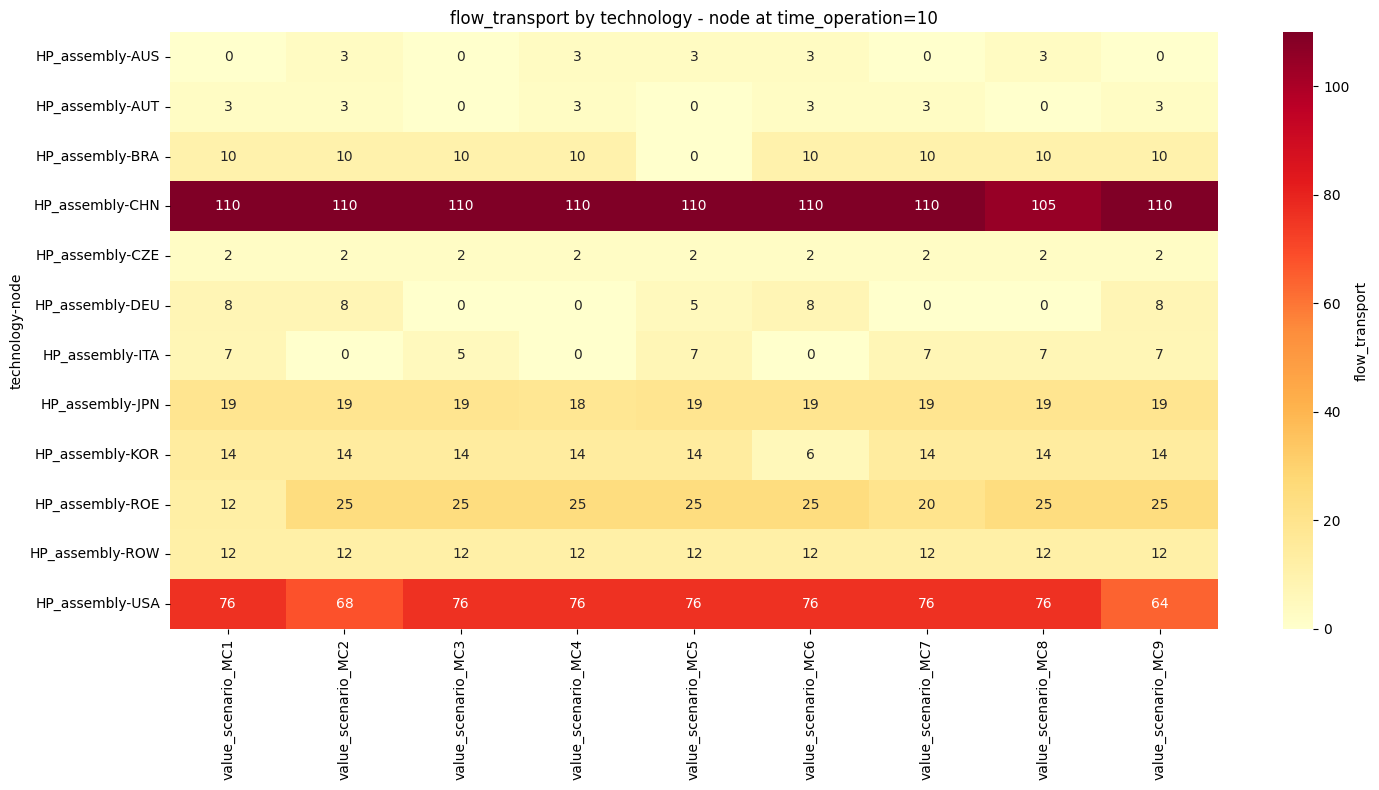 flow_transport by technology - node at time_operation=10
technology-node
HP_assembly-AUS 0 3 0 3 3 3 0 3 0
HP_assembly-AUT 3 3 0 3 0 3 3 0 3
HP_assembly-BRA 10 10 10 10 0 10 10 10 10
HP_assembly-CHN 110 110 110 110 110 110 110 105 110
HP_assembly-CZE 2 2 2 2 2 2 2 2 2
HP_assembly-DEU 8 8 0 0 5 8 0 0 8
HP_assembly-ITA 7 0 5 0 7 0 7 7 7
HP_assembly-JPN 19 19 19 18 19 19 19 19 19
HP_assembly-KOR 14 14 14 14 14 6 14 14 14
HP_assembly-ROE 12 25 25 25 25 25 20 25 25
HP_assembly-ROW 12 12 12 12 12 12 12 12 12
HP_assembly-USA 76 68 76 76 76 76 76 76 64
value_scenario_MC1
value_scenario_MC2
value_scenario_MC3
value_scenario_MC4
value_scenario_MC5
value_scenario_MC6
value_scenario_MC7
value_scenario_MC8
value_scenario_MC9
100
80
60
40
20
0
flow_transport